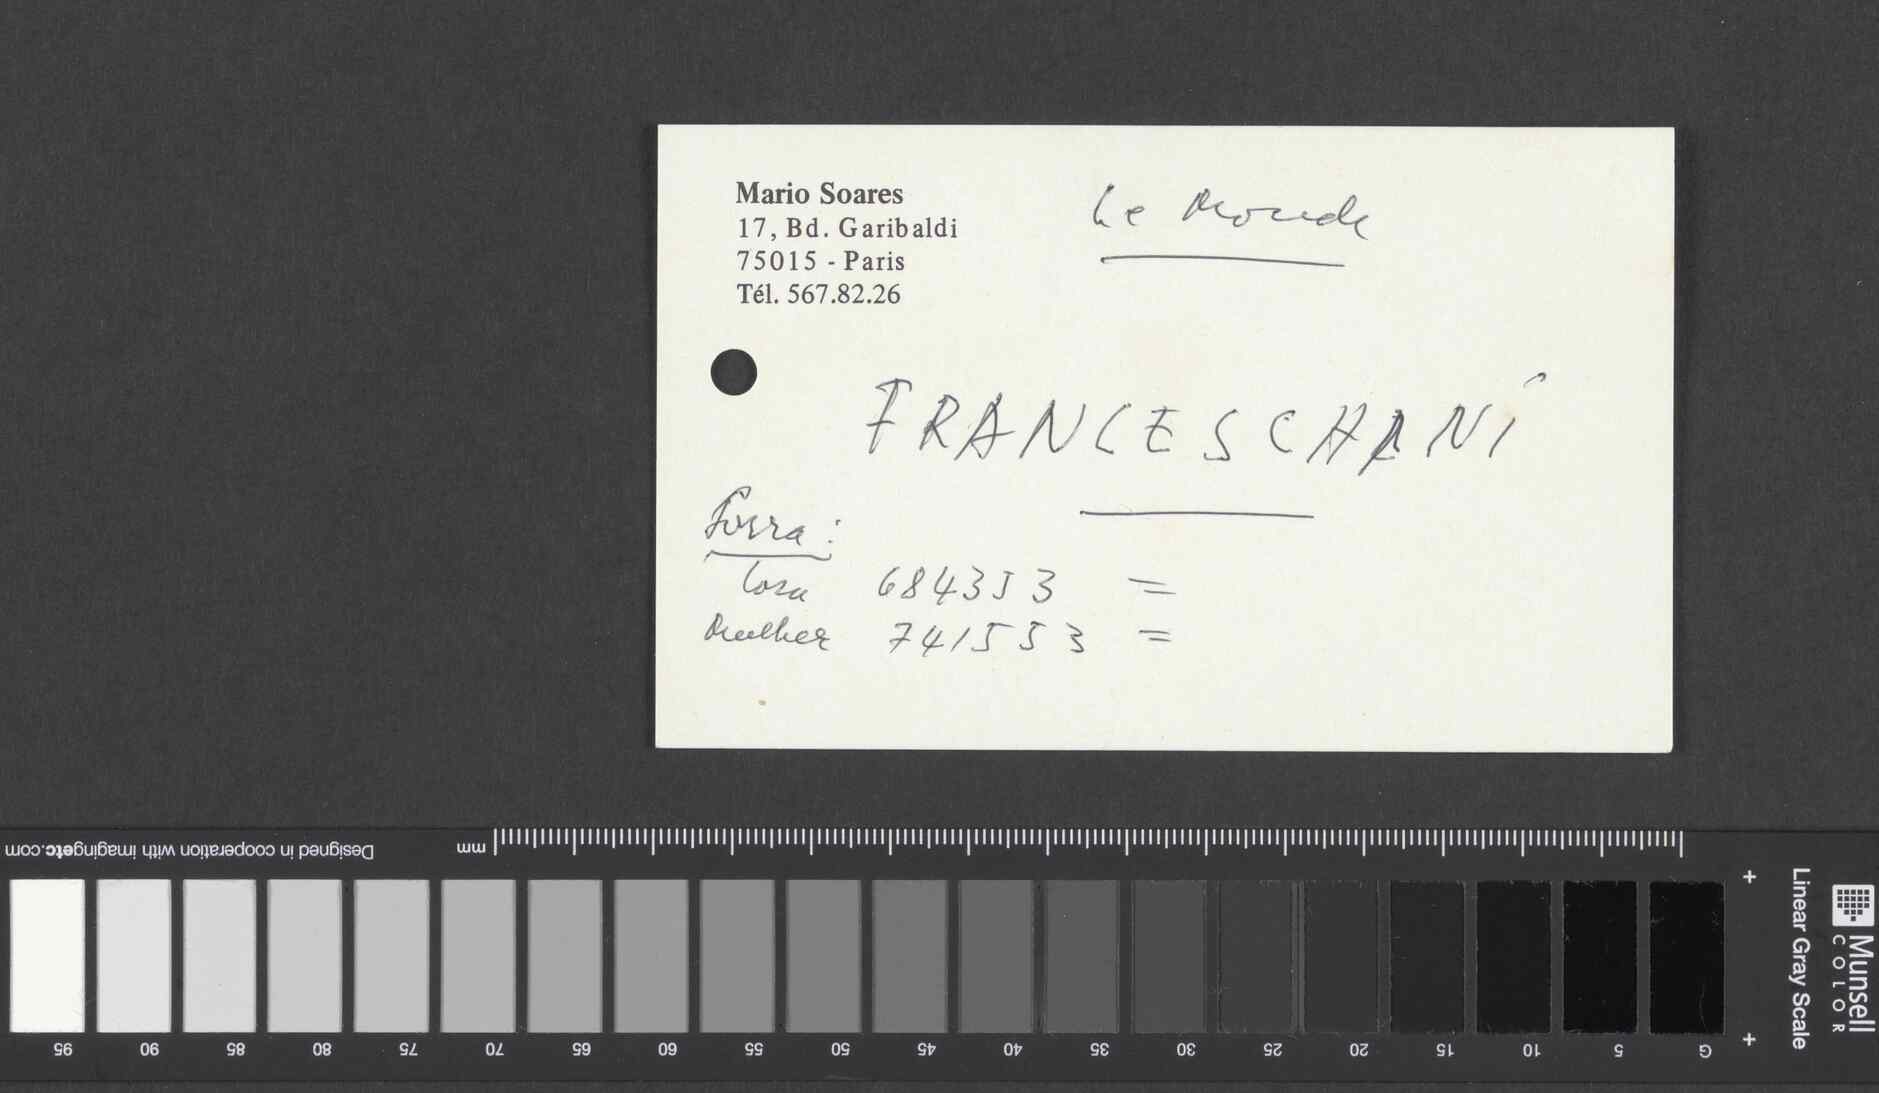 Mario Soares
17, Bd. Garibaldi
75015 - Paris
Tél. 567.82.26
Le Monde
FRANCESCHANI
Casa 684353 =
Mulher 741553 =
mm
Designed in cooperation with imagingetc.com
95 90 85 80 75 70 65 60 55 50 45 40 35 30 25 20 15 10 5 G
Linear Gray Scale
Munsell
COLOR